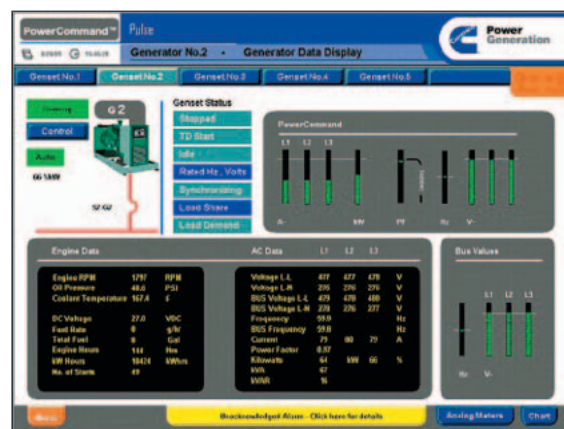 PowerCommand™
Pulse
Generator No.2 - Generator Data Display
Power
Generation
Genset No.1 Genset No.2 Genset No.3 Genset No.4 Genset No.5
G 2
Control
Auto
52 G2
Genset Status
Stopped
TD Start
Idle
Rated Hz, Volts
Synchronizing
Load Share
Load Demand
PowerCommand
L1 L2 L3
A- kW PF Hz V-
Engine Data
Engine RPM 1797 RPM
Oil Pressure 40.6 PSI
Coolant Temperature 167.4 F
DC Voltage 27.0 VDC
Fuel Rate 0 g/hr
Total Fuel 0 Gal
Engine Hours 144 Hrs
kW Hours 10424 kWhrs
No. of Starts 49
AC Data L1 L2 L3
Voltage L-L 477 477 478 V
Voltage L-N 276 276 276 V
BUS Voltage L-L 479 478 480 V
BUS Voltage L-N 278 276 277 V
Frequency 59.9 Hz
BUS Frequency 59.8 Hz
Current 79 80 79 A
Power Factor 0.97
Kilowatts 64 kW 66 %
kVA 67
kVAR 16
Bus Values
L1 L2 L3
Hz V-
Unacknowledged Alarm - Click here for details
Analog Meters
Chart